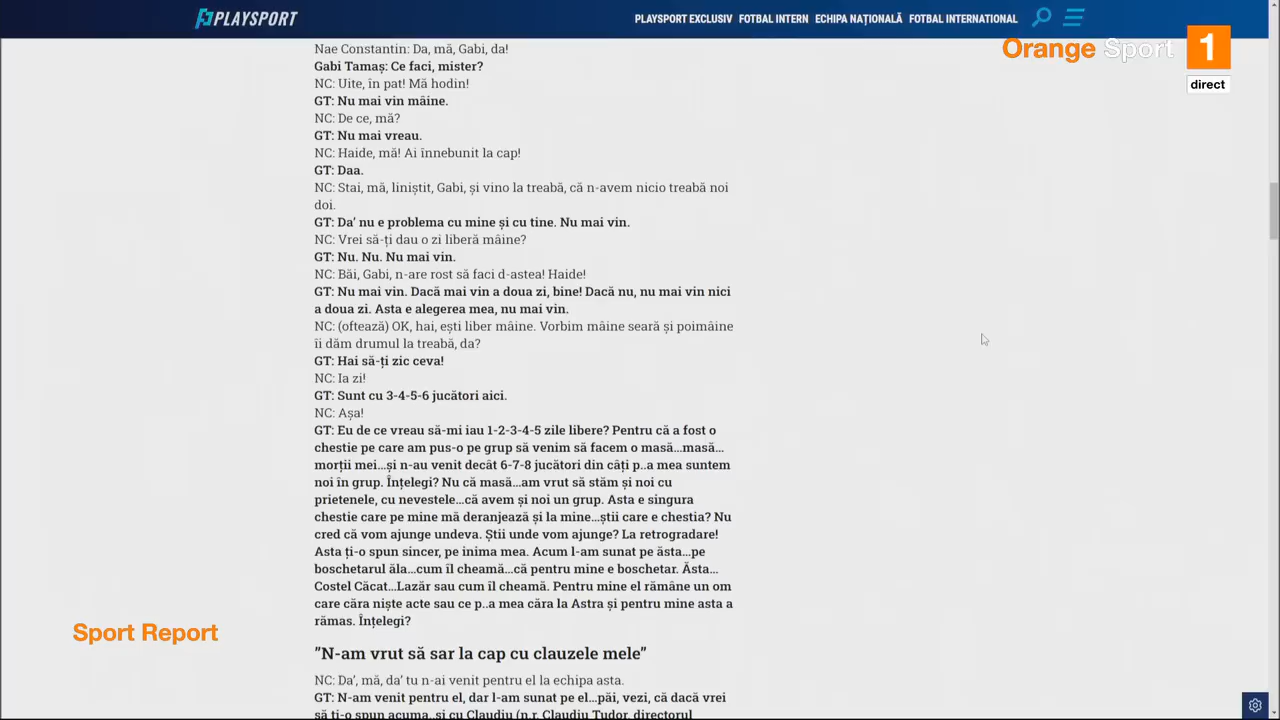 PLAYSPORT
PLAYSPORT EXCLUSIV FOTBAL INTERN ECHIPA NAȚIONALĂ FOTBAL INTERNATIONAL
Orange Sport 1
direct
Nae Constantin: Da, mă, Gabi, da!
Gabi Tamaș: Ce faci, mister?
NC: Uite, în pat! Mă hodin!
GT: Nu mai vin mâine.
NC: De ce, mă?
GT: Nu mai vreau.
NC: Haide, mă! Ai înnebunit la cap!
GT: Daa.
NC: Stai, mă, liniștit, Gabi, și vino la treabă, că n-avem nicio treabă noi
doi.
GT: Da’ nu e problema cu mine și cu tine. Nu mai vin.
NC: Vrei să-ți dau o zi liberă mâine?
GT: Nu. Nu. Nu mai vin.
NC: Băi, Gabi, n-are rost să faci d-astea! Haide!
GT: Nu mai vin. Dacă mai vin a doua zi, bine! Dacă nu, nu mai vin nici
a doua zi. Asta e alegerea mea, nu mai vin.
NC: (oftează) OK, hai, ești liber mâine. Vorbim mâine seară și poimâine
îi dăm drumul la treabă, da?
GT: Hai să-ți zic ceva!
NC: Ia zi!
GT: Sunt cu 3-4-5-6 jucători aici.
NC: Așa!
GT: Eu de ce vreau să-mi iau 1-2-3-4-5 zile libere? Pentru că a fost o
chestie pe care am pus-o pe grup să venim să facem o masă…masă…
morții mei…și n-au venit decât 6-7-8 jucători din câți p..a mea suntem
noi în grup. Înțelegi? Nu că masă…am vrut să stăm și noi cu
prietenele, cu nevestele…că avem și noi un grup. Asta e singura
chestie care pe mine mă deranjează și la mine…știi care e chestia? Nu
cred că vom ajunge undeva. Știi unde vom ajunge? La retrogradare!
Asta ți-o spun sincer, pe inima mea. Acum l-am sunat pe ăsta…pe
boschetarul ăla…cum îl cheamă…că pentru mine e boschetar. Ăsta…
Costel Căcat…Lazăr sau cum îl cheamă. Pentru mine el rămâne un om
care căra niște acte sau ce p..a mea căra la Astra și pentru mine asta a
rămas. Înțelegi?
”N-am vrut să sar la cap cu clauzele mele”
NC: Da’, mă, da’ tu n-ai venit pentru el la echipa asta.
GT: N-am venit pentru el, dar l-am sunat pe el…păi, vezi, că dacă vrei
să ți-o spun acuma..și cu Claudiu (n.r. Claudiu Tudor, directorul
Sport Report